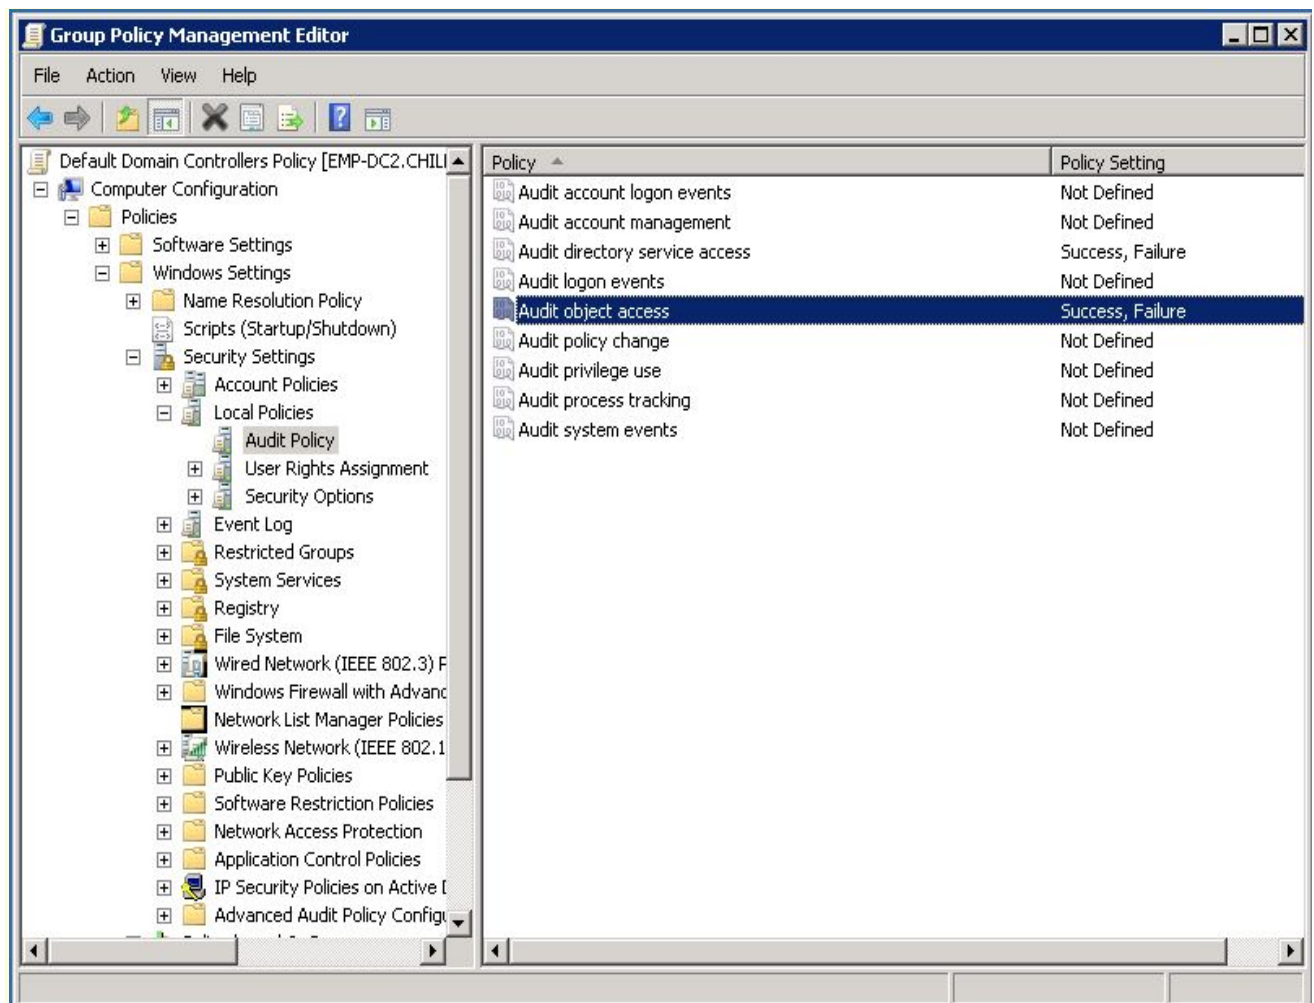 Group Policy Management Editor
File Action View Help
Default Domain Controllers Policy [EMP-DC2.CHILI
Computer Configuration
Policies
Software Settings
Windows Settings
Name Resolution Policy
Scripts (Startup/Shutdown)
Security Settings
Account Policies
Local Policies
Audit Policy
User Rights Assignment
Security Options
Event Log
Restricted Groups
System Services
Registry
File System
Wired Network (IEEE 802.3) P
Windows Firewall with Advanc
Network List Manager Policies
Wireless Network (IEEE 802.1
Public Key Policies
Software Restriction Policies
Network Access Protection
Application Control Policies
IP Security Policies on Active D
Advanced Audit Policy Configu
Policy Policy Setting
Audit account logon events Not Defined
Audit account management Not Defined
Audit directory service access Success, Failure
Audit logon events Not Defined
Audit object access Success, Failure
Audit policy change Not Defined
Audit privilege use Not Defined
Audit process tracking Not Defined
Audit system events Not Defined